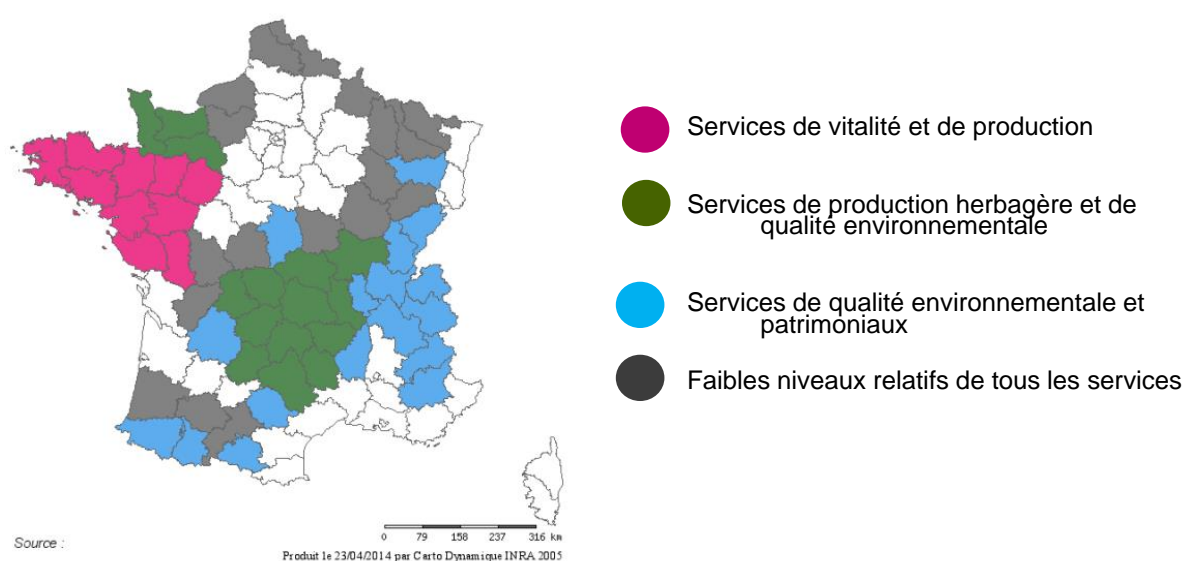 Services de vitalité et de production
Services de production herbagère et de
qualité environnementale
Services de qualité environnementale et
patrimoniaux
Faibles niveaux relatifs de tous les services
0 79 158 237 316 km
Source :
Produit le 23/04/2014 par Carto Dynamique INRA 2005